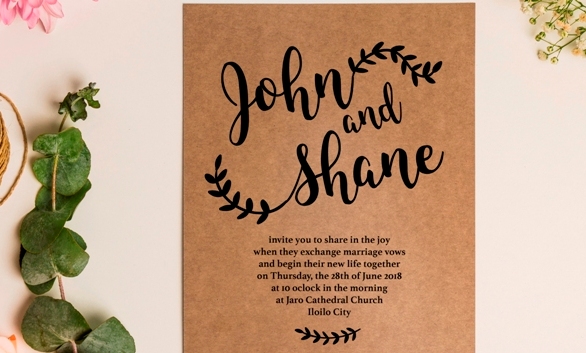 John
and
Shane
invite you to share in the joy
when they exchange marriage vows
and begin their new life together
on Thursday, the 28th of June 2018
at 10 oclock in the morning
at Jaro Cathedral Church
Iloilo City